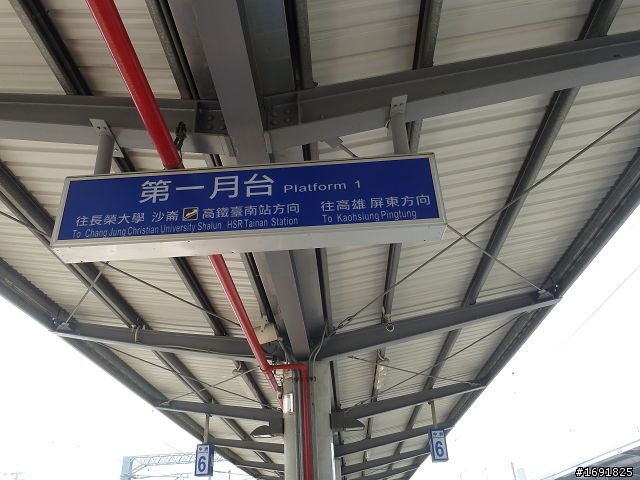 第一月台 Platform 1
往長榮大學 沙崙 高鐵臺南站方向 往高雄 屏東方向
To Chang Jung Christian University Shalun HSR Tainan Station To Kaohsiung Pingtung
6
6
#1691825